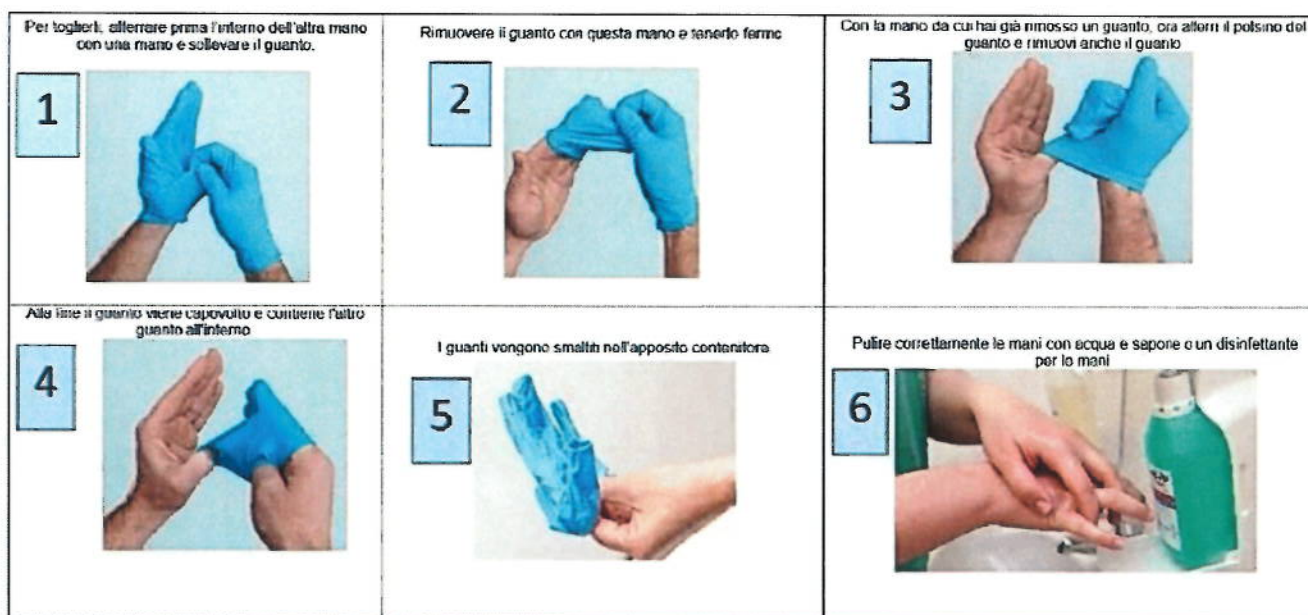 Per toglierli, afferrare prima l'interno dell'altra mano
con una mano e sollevare il guanto.
1
Rimuovere il guanto con questa mano e tenerlo fermo
2
Con la mano da cui hai già rimosso un guanto, ora afferri il polsino del
guanto e rimuovi anche il guanto
3
Alla fine il guanto viene capovolto e contiene l'altro
guanto all'interno
4
I guanti vengono smaltiti nell'apposito contenitore
5
Pulire correttamente le mani con acqua e sapone o un disinfettante
per le mani
6